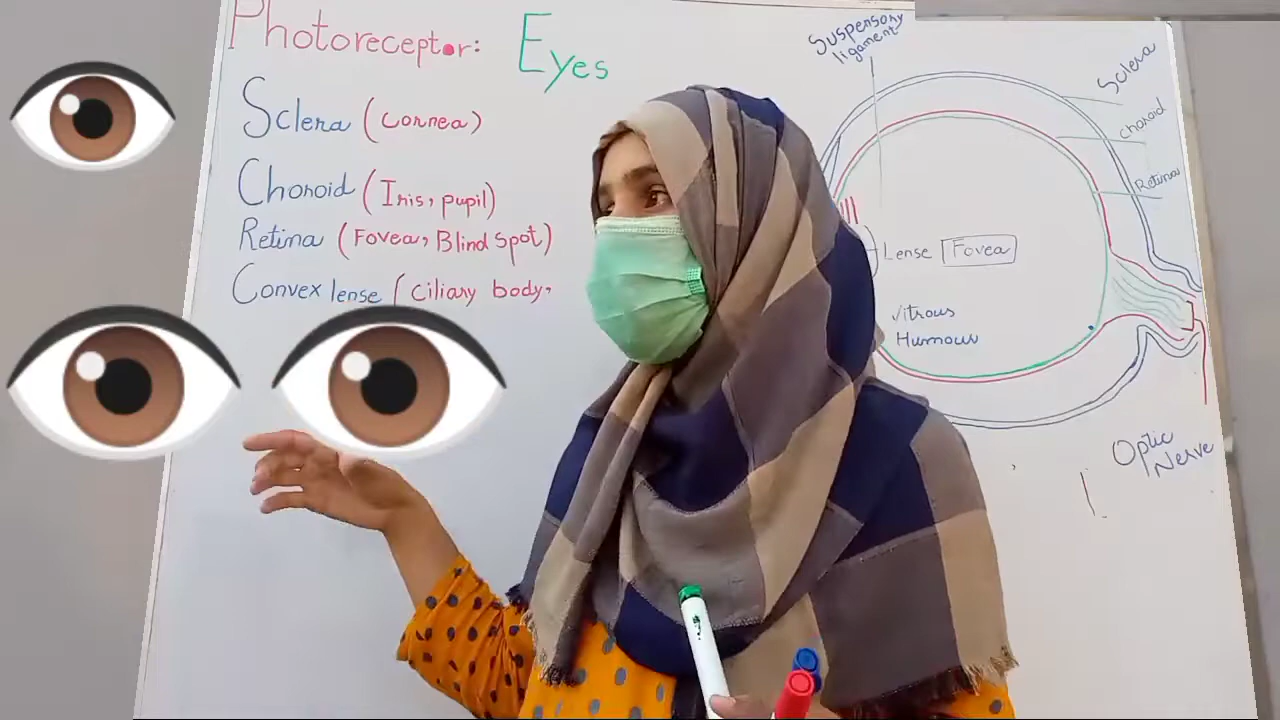 Photoreceptor: Eyes
Sclera (Cornea)
Choroid (Iris, pupil)
Retina (Fovea, Blind Spot)
Convex lense (Ciliary body,
Suspensory
ligament
Sclera
Choroid
Retina
Lense Fovea
Vitrous
Humous
Optic
Nerve